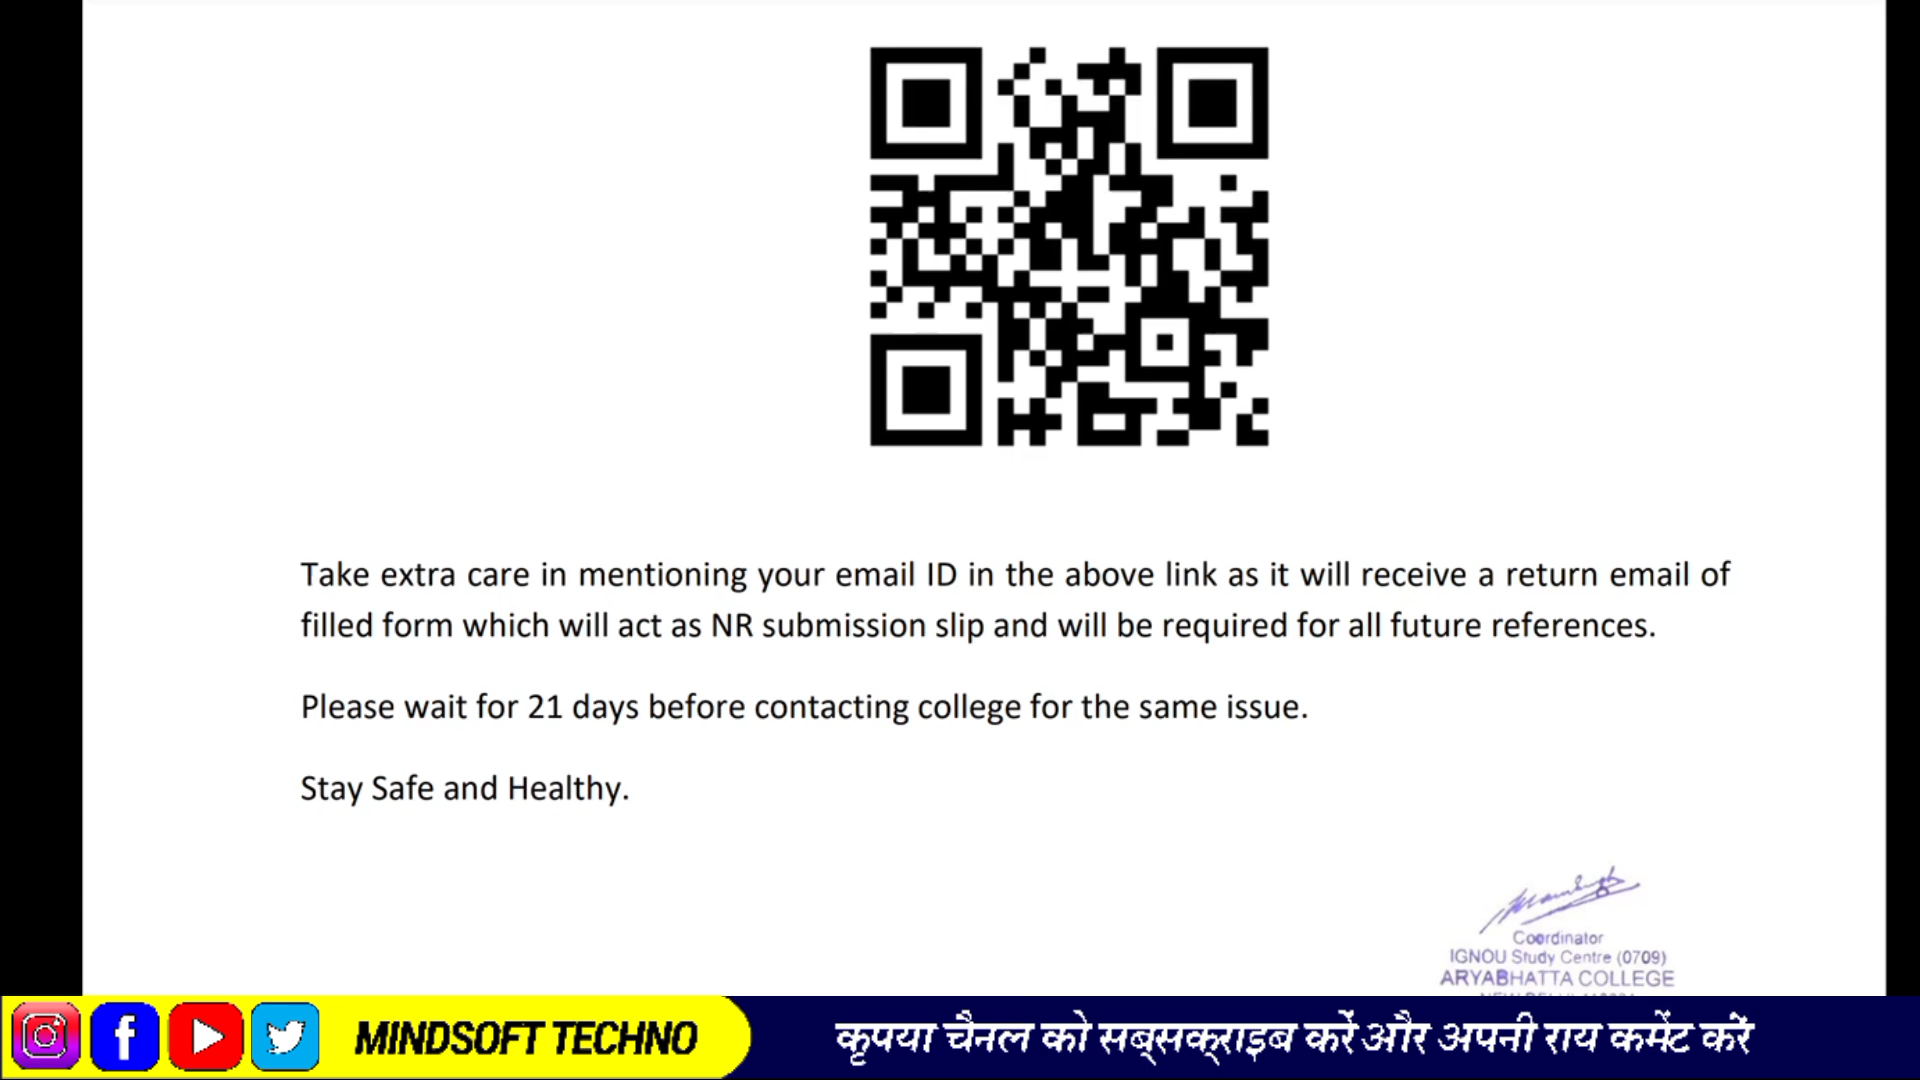 Take extra care in mentioning your email ID in the above link as it will receive a return email of
filled form which will act as NR submission slip and will be required for all future references.
Please wait for 21 days before contacting college for the same issue.
Stay Safe and Healthy.
Coordinator
IGNOU Study Centre (0709)
ARYABHATTA COLLEGE
MINDSOFT TECHNO
कृपया चैनल को सब्सक्राइब करें और अपनी राय कमेंट करें